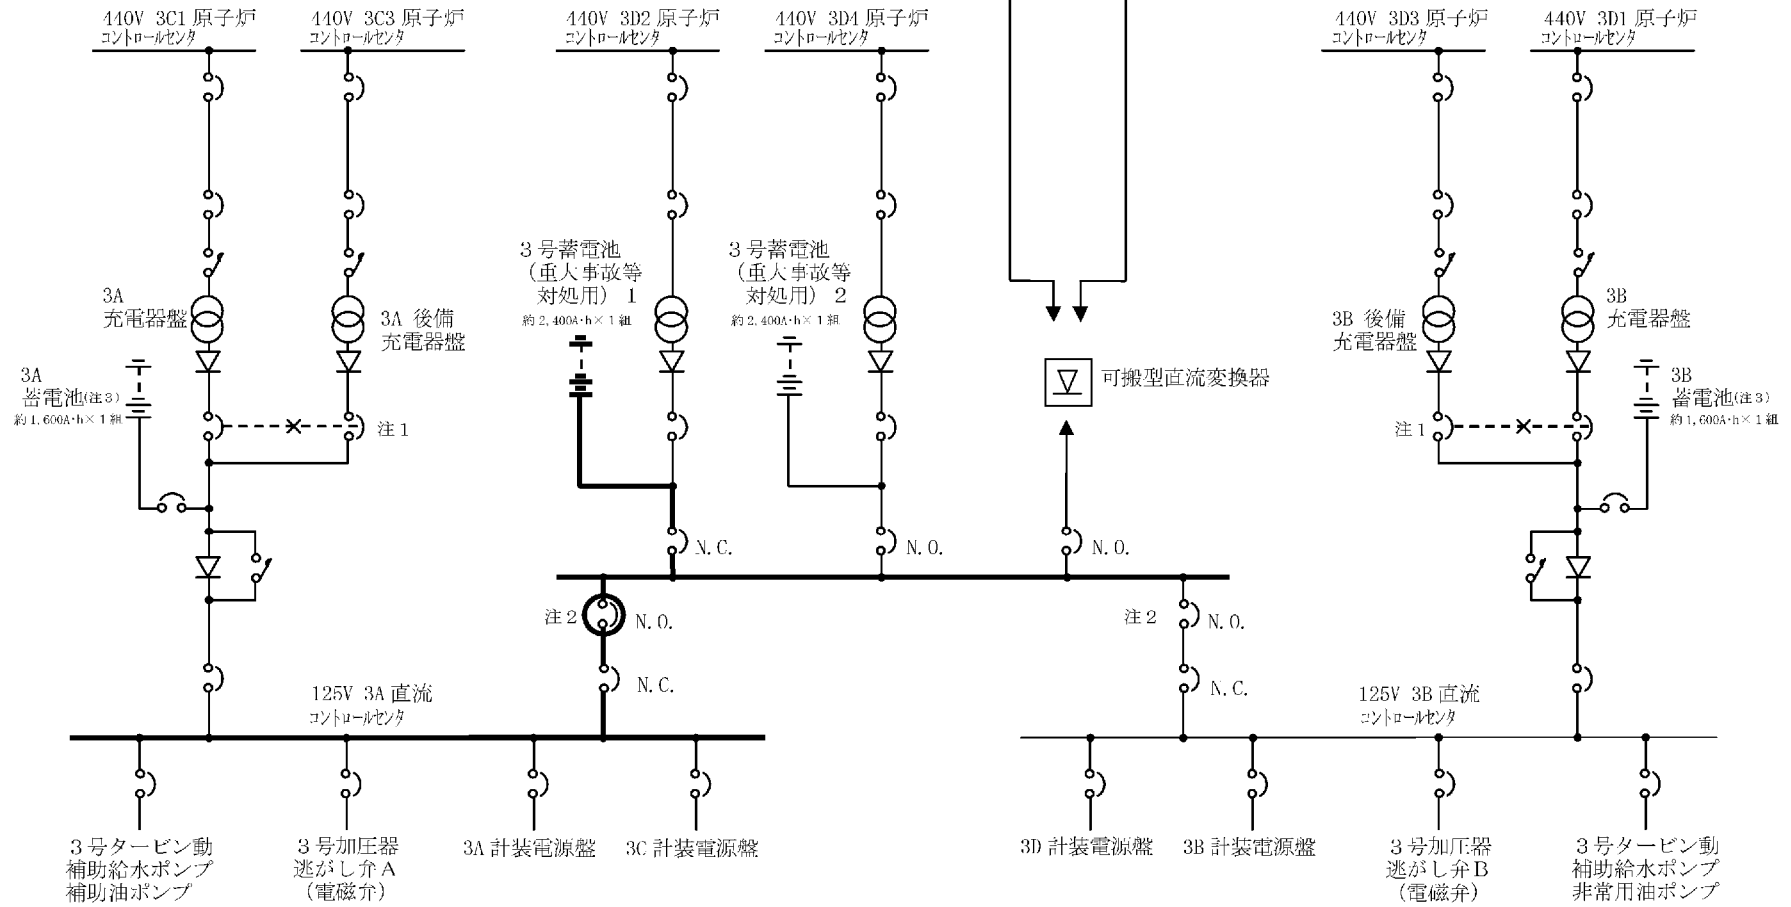 440V 3C1 原子炉
コントロールセンタ
440V 3C3 原子炉
コントロールセンタ
440V 3D2 原子炉
コントロールセンタ
440V 3D4 原子炉
コントロールセンタ
440V 3D3 原子炉
コントロールセンタ
440V 3D1 原子炉
コントロールセンタ
3A
充電器盤
3A 後備
充電器盤
3号蓄電池
(重大事故等
対処用) 1
約2,400A·h×1組
3号蓄電池
(重大事故等
対処用) 2
約2,400A·h×1組
3B 後備
充電器盤
3B
充電器盤
3A
蓄電池(注3)
約1,600A·h×1組
注1
可搬型直流変換器
注1
3B
蓄電池(注3)
約1,600A·h×1組
N.C.
N.O.
N.O.
注2
N.O.
注2
N.O.
N.C.
N.C.
125V 3A 直流
コントロールセンタ
125V 3B 直流
コントロールセンタ
3号タービン動
補助給水ポンプ
補助油ポンプ
3号加圧器
逃がし弁A
(電磁弁)
3A 計装電源盤
3C 計装電源盤
3D 計装電源盤
3B 計装電源盤
3号加圧器
逃がし弁B
(電磁弁)
3号タービン動
補助給水ポンプ
非常用油ポンプ